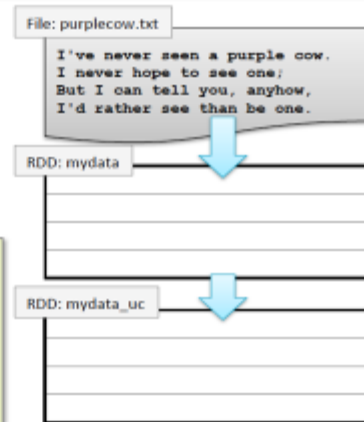 File: purplecow.txt
I've never seen a purple cow.
I never hope to see one;
But I can tell you, anyhow,
I'd rather see than be one.
RDD: mydata
RDD: mydata_uc